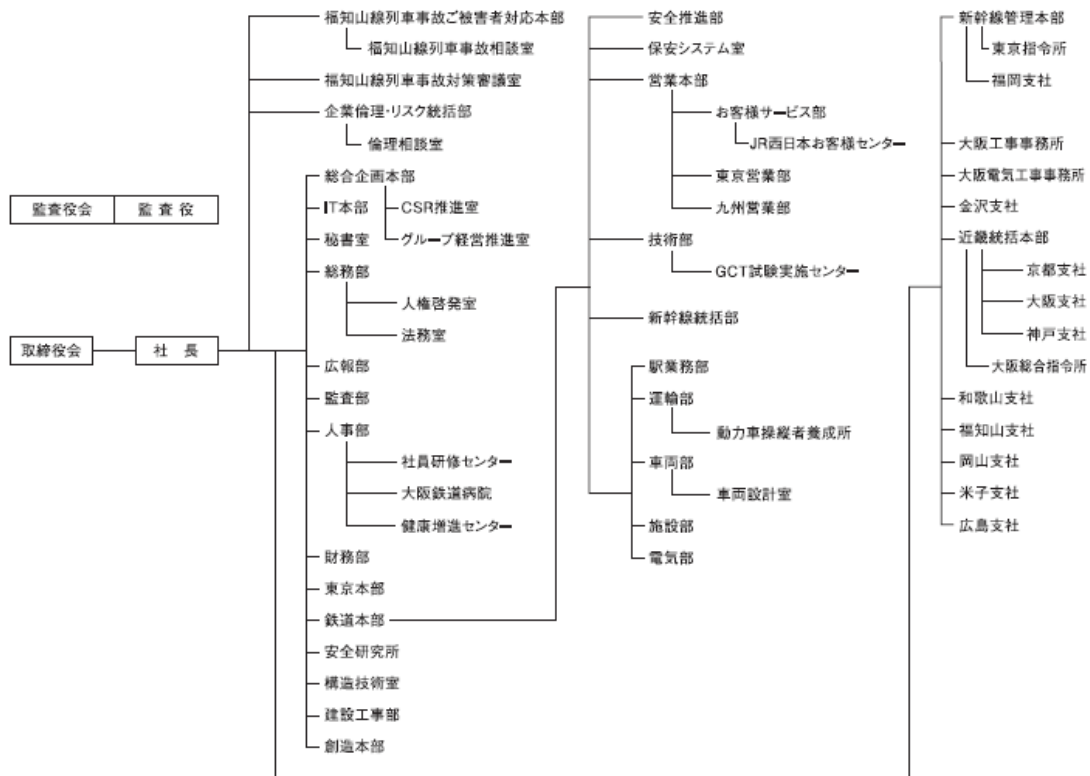 福知山線列車事故ご被害者対応本部
福知山線列車事故相談室
福知山線列車事故対策審議室
企業倫理・リスク統括部
倫理相談室
監査役会
監査役
取締役会
社長
総合企画本部
CSR推進室
グループ経営推進室
IT本部
秘書室
総務部
人権啓発室
法務室
広報部
監査部
人事部
社員研修センター
大阪鉄道病院
健康増進センター
財務部
東京本部
鉄道本部
安全研究所
構造技術室
建設工事部
創造本部
安全推進部
保安システム室
営業本部
お客様サービス部
JR西日本お客様センター
東京営業部
九州営業部
技術部
GCT試験実施センター
新幹線統括部
駅業務部
運輸部
動力車操縦者養成所
車両部
車両設計室
施設部
電気部
新幹線管理本部
東京指令所
福岡支社
大阪工事事務所
大阪電気工事事務所
金沢支社
近畿統括本部
京都支社
大阪支社
神戸支社
大阪総合指令所
和歌山支社
福知山支社
岡山支社
米子支社
広島支社